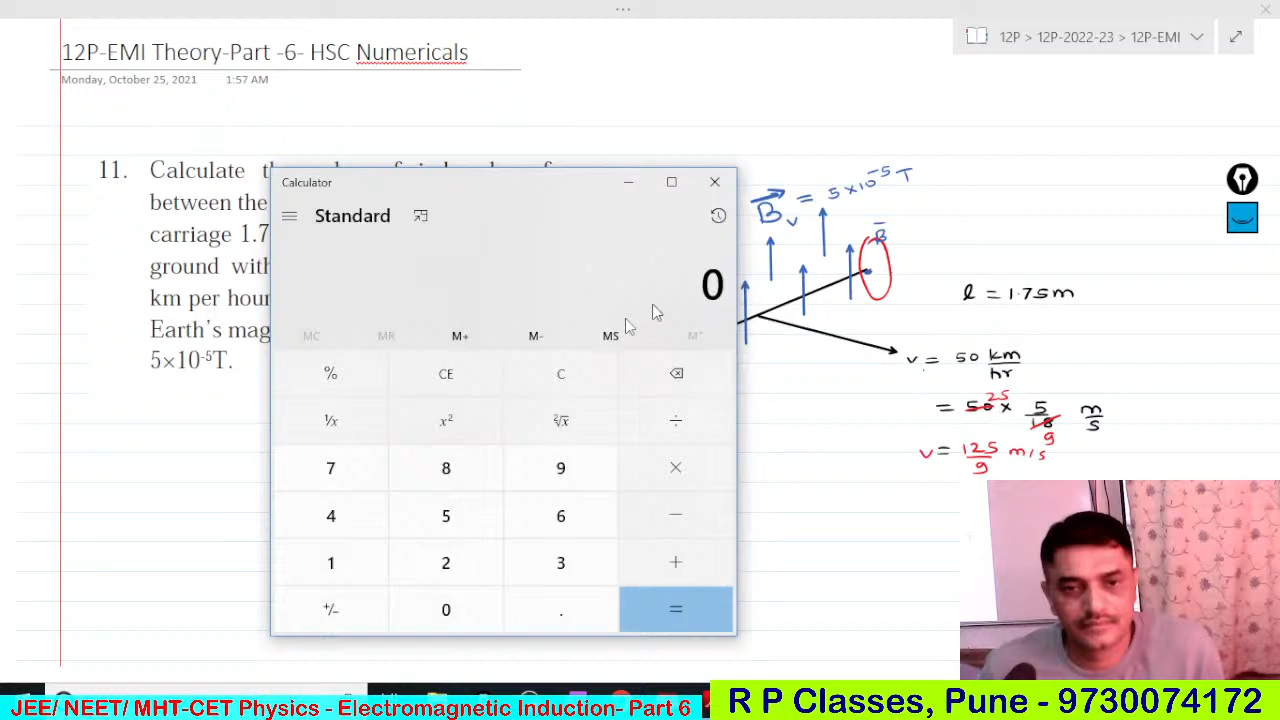 12P > 12P-2022-23 > 12P-EMI
12P-EMI Theory-Part -6- HSC Numericals
Monday, October 25, 2021 1:57 AM
11. Calculate
between the
carriage 1.7
ground with
km per hour
Earth's mag
5×10-5T.
Calculator
Standard
0
MC MR M+ M- MS
% CE C
1/x x² ²√x ÷
7 8 9 ×
4 5 6 −
1 2 3 +
+/- 0 . =
Bv = 5×10-5 T
B
l = 1.75m
v = 50 km/hr
= 50 25 × 5/18 9 m/s
v = 125/9 m/s
JEE/ NEET/ MHT-CET Physics - Electromagnetic Induction- Part 6
R P Classes, Pune - 9730074172